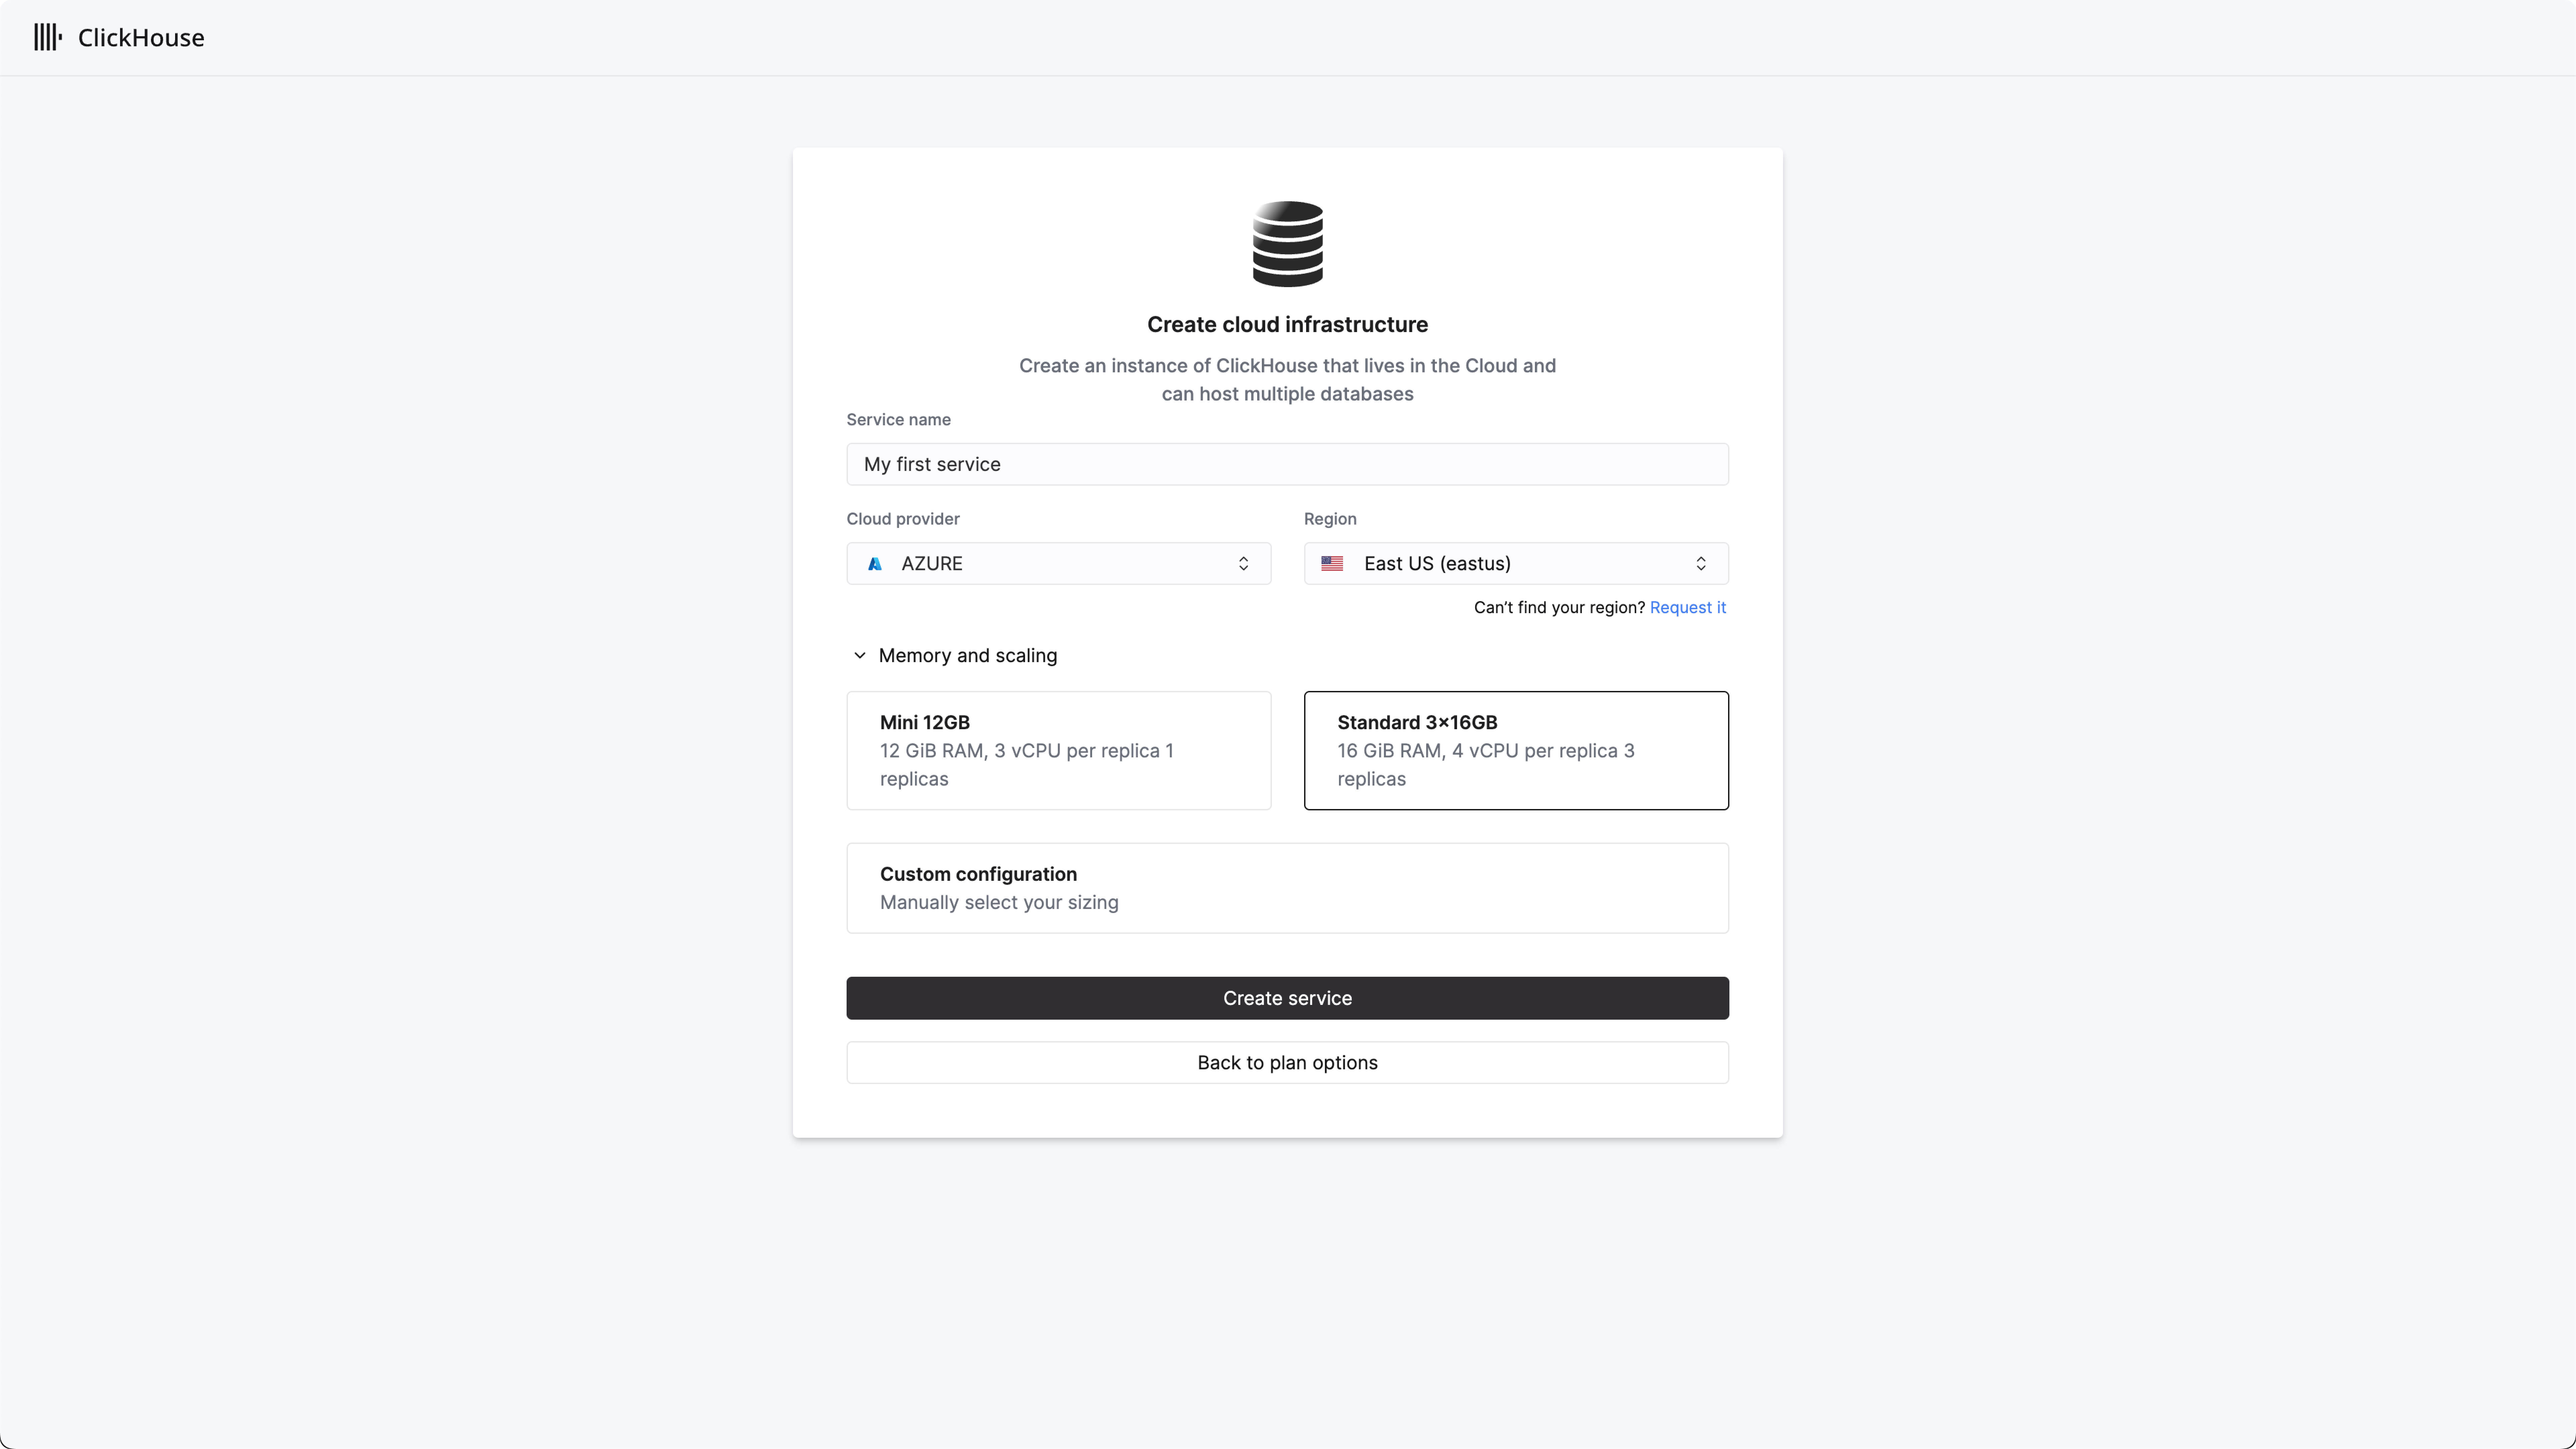 ClickHouse
Create cloud infrastructure
Create an instance of ClickHouse that lives in the Cloud and
can host multiple databases
Service name
My first service
Cloud provider
Region
AZURE
East US (eastus)
Can’t find your region? Request it
Memory and scaling
Mini 12GB
12 GiB RAM, 3 vCPU per replica 1
replicas
Standard 3×16GB
16 GiB RAM, 4 vCPU per replica 3
replicas
Custom configuration
Manually select your sizing
Create service
Back to plan options